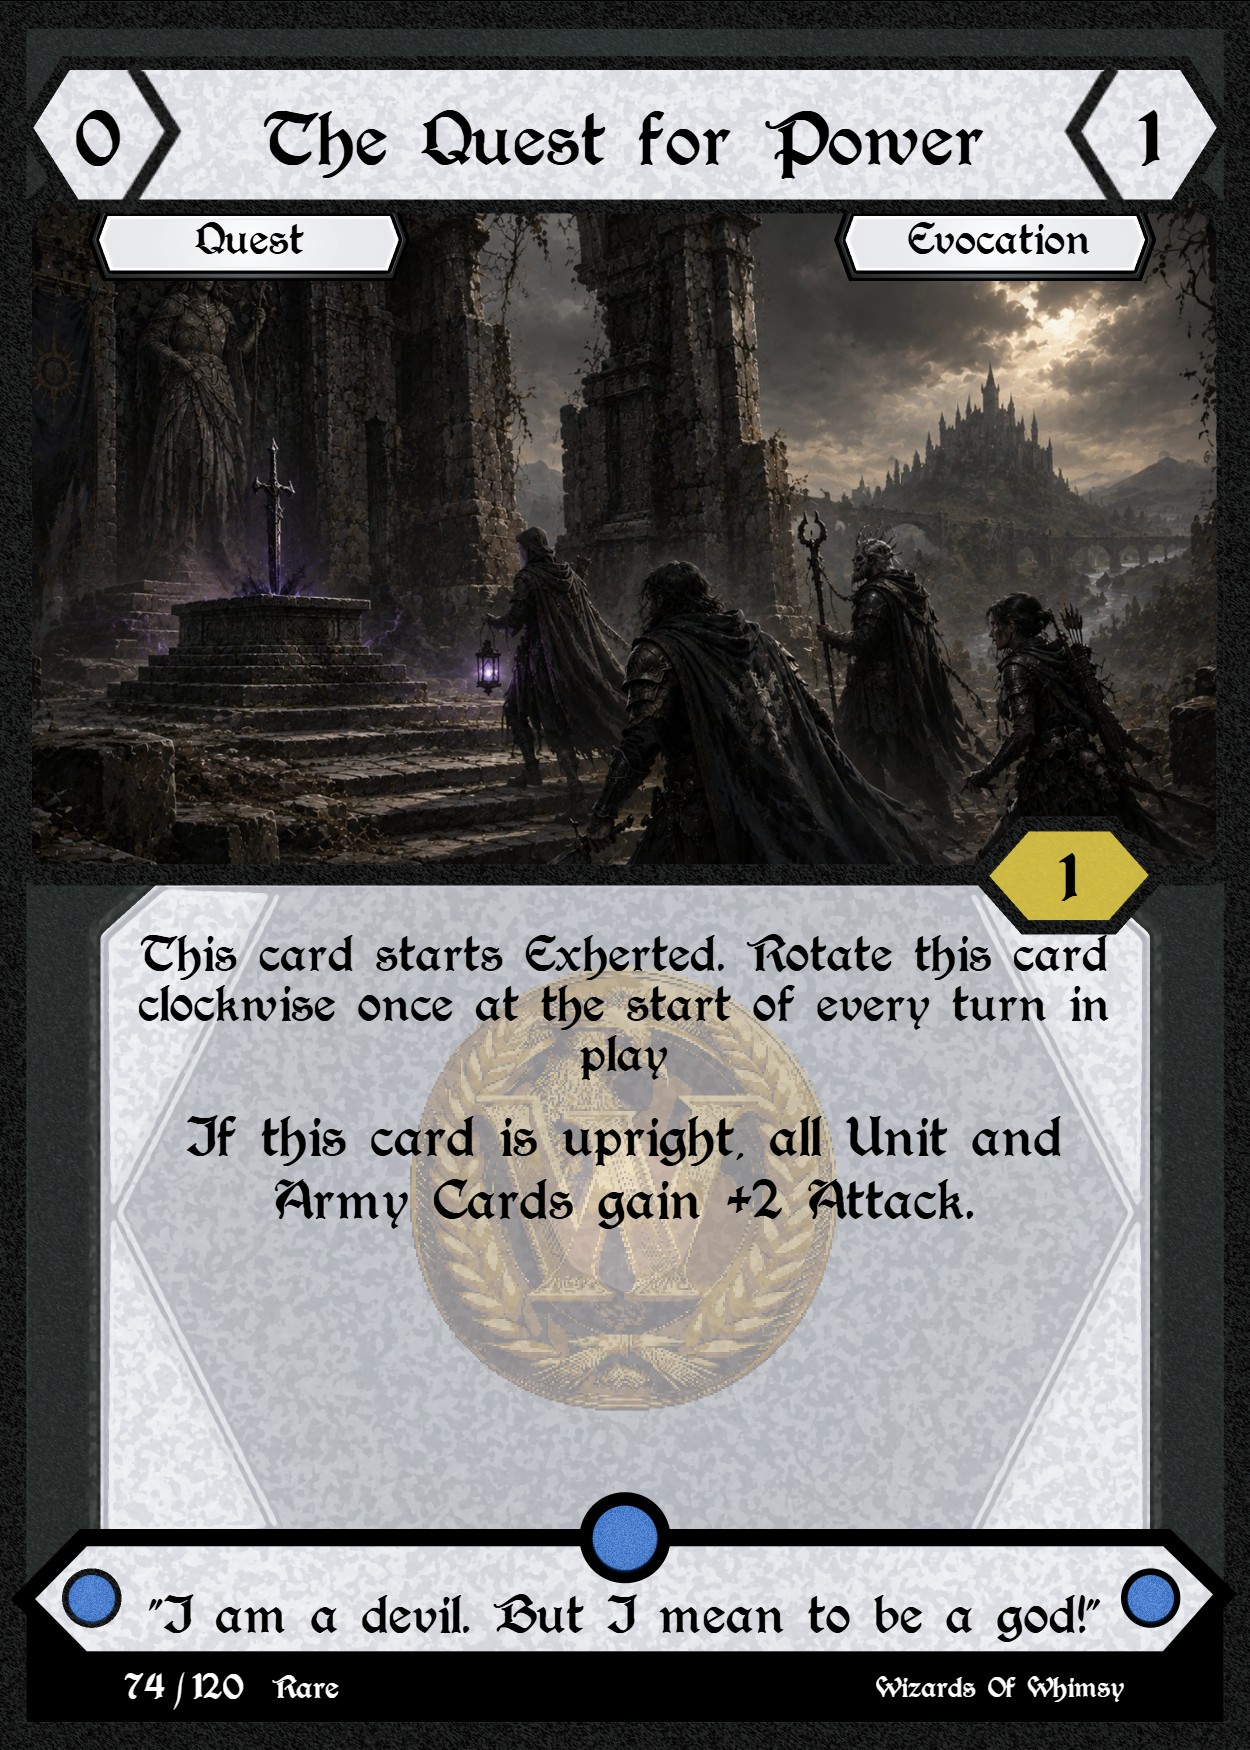 0 The Quest for Power 1
Quest Evocation
1
This card starts Exherted. Rotate this card
clockwise once at the start of every turn in
play
If this card is upright, all Unit and
Army Cards gain +2 Attack.
W
"I am a devil. But I mean to be a god!"
74 / 120 Rare Wizards Of Whimsy